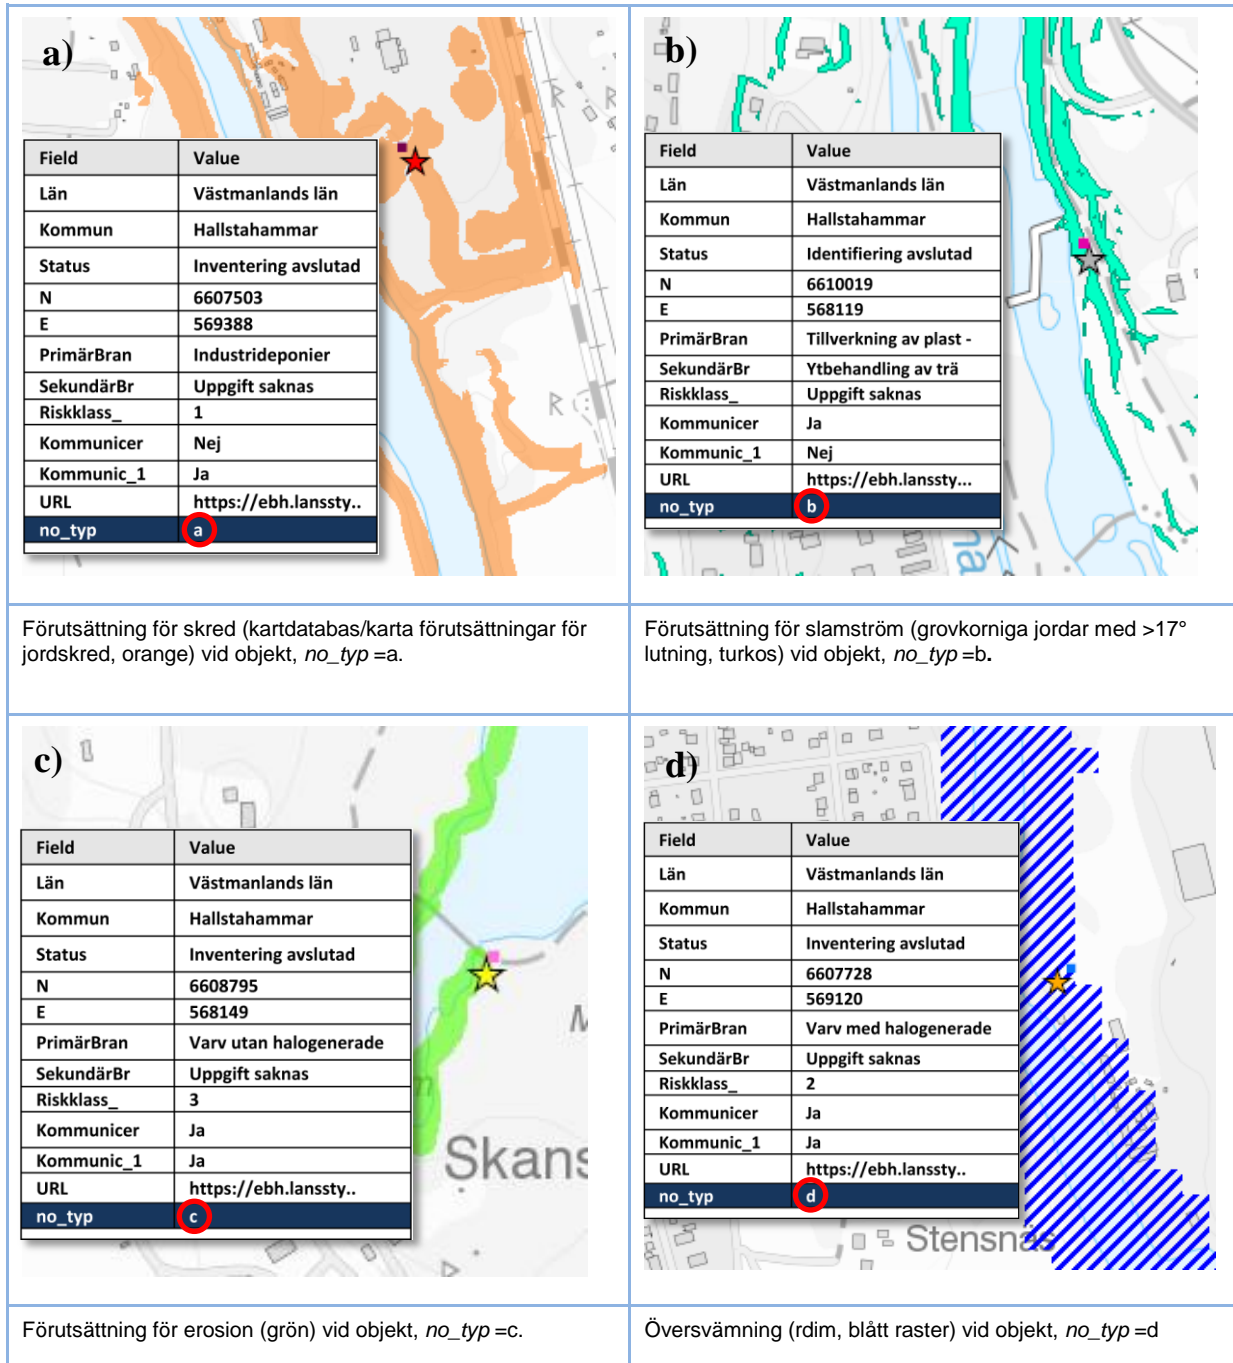 a)
Field Value
Län Västmanlands län
Kommun Hallstahammar
Status Inventering avslutad
N 6607503
E 569388
PrimärBran Industrideponier
SekundärBr Uppgift saknas
Riskklass_ 1
Kommunicer Nej
Kommunic_1 Ja
URL https://ebh.lanssty..
no_typ a
R
R
R
Förutsättning för skred (kartdatabas/karta förutsättningar för
jordskred, orange) vid objekt, no_typ =a.
b)
Field Value
Län Västmanlands län
Kommun Hallstahammar
Status Identifiering avslutad
N 6610019
E 568119
PrimärBran Tillverkning av plast -
SekundärBr Ytbehandling av trä
Riskklass_ Uppgift saknas
Kommunicer Ja
Kommunic_1 Nej
URL https://ebh.lanssty...
no_typ b
na
Förutsättning för slamström (grovkorniga jordar med >17°
lutning, turkos) vid objekt, no_typ =b.
c)
Field Value
Län Västmanlands län
Kommun Hallstahammar
Status Inventering avslutad
N 6608795
E 568149
PrimärBran Varv utan halogenerade
SekundärBr Uppgift saknas
Riskklass_ 3
Kommunicer Ja
Kommunic_1 Ja
URL https://ebh.lanssty..
no_typ c
M
Skans
Förutsättning för erosion (grön) vid objekt, no_typ =c.
d)
Field Value
Län Västmanlands län
Kommun Hallstahammar
Status Inventering avslutad
N 6607728
E 569120
PrimärBran Varv med halogenerade
SekundärBr Uppgift saknas
Riskklass_ 2
Kommunicer Ja
Kommunic_1 Ja
URL https://ebh.lanssty..
no_typ d
Stensnäs
Översvämning (rdim, blått raster) vid objekt, no_typ =d